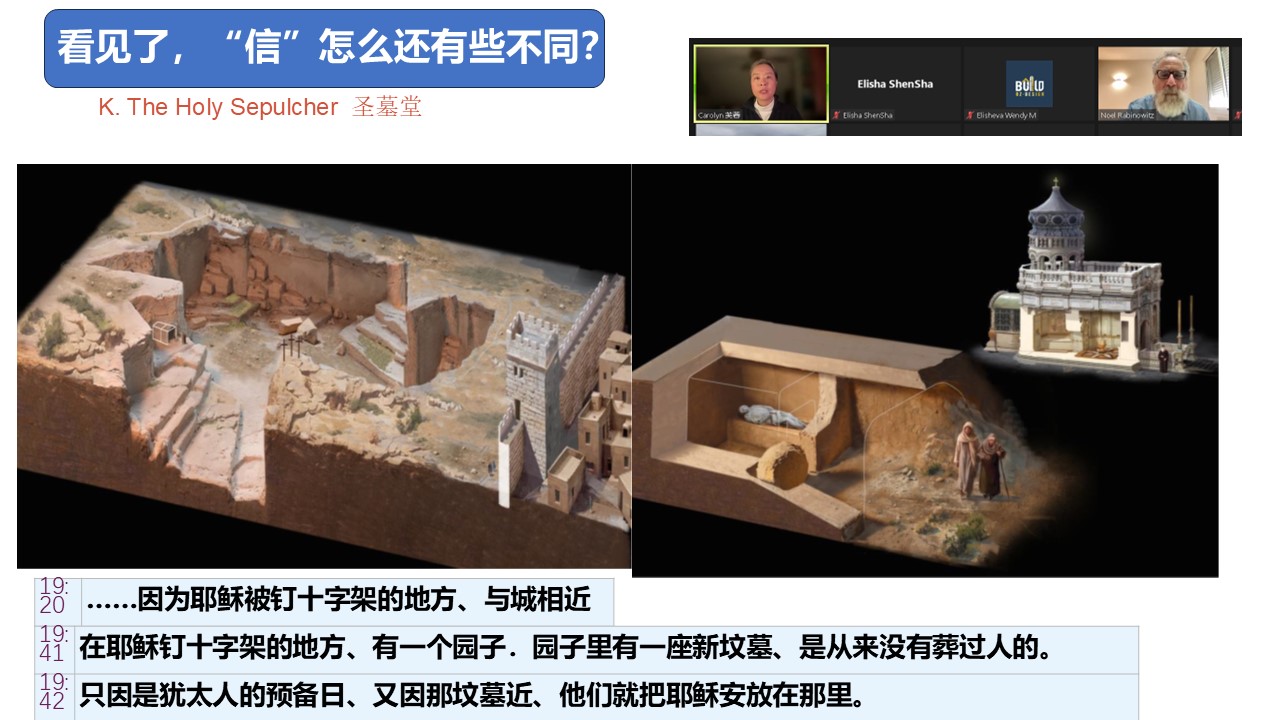 看见了，“信”怎么还有些不同？
K. The Holy Sepulcher 圣墓堂
Elisha ShenSha
BUILD
Carolyn 芙蓉
Elisha ShenSha
Elisheva Wendy M
Noel Rabinowitz
19:20 ……因为耶稣被钉十字架的地方、与城相近
19:41 在耶稣钉十字架的地方、有一个园子．园子里有一座新坟墓、是从来没有葬过人的。
19:42 只因是犹太人的预备日、又因那坟墓近、他们就把耶稣安放在那里。